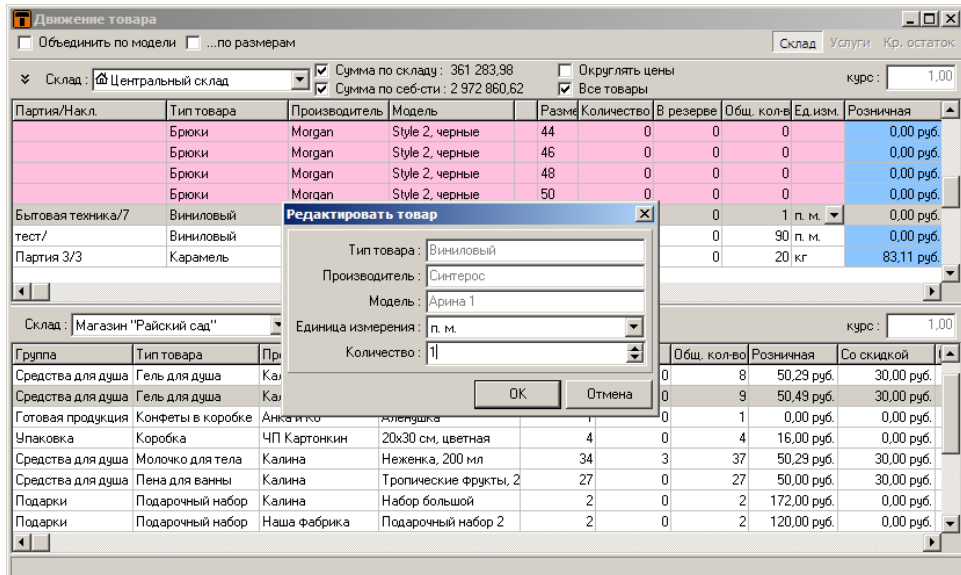 Движение товара
Объединить по модели ...по размерам Склад Услуги Кр. остаток
Склад: Центральный склад Сумма по складу: 361 283,98 Округлять цены курс: 1,00
Сумма по себ-сти: 2 972 860,62 Все товары
Партия/Накл. Тип товара Производитель Модель Разме Количество В резерве Общ. кол-в Ед.изм. Розничная
Брюки Morgan Style 2, черные 44 0 0 0 0,00 руб.
Брюки Morgan Style 2, черные 46 0 0 0 0,00 руб.
Брюки Morgan Style 2, черные 48 0 0 0 0,00 руб.
Брюки Morgan Style 2, черные 50 0 0 0 0,00 руб.
Бытовая техника/7 Виниловый 0 1 п. м. 0,00 руб.
тест/ Виниловый 0 90 п. м. 0,00 руб.
Партия 3/3 Карамель 0 20 кг 83,11 руб.
Редактировать товар
Тип товара: Виниловый
Производитель: Синтерос
Модель: Арина 1
Единица измерения: п. м.
Количество: 1
OK Отмена
Склад: Магазин "Райский сад" курс: 1,00
Группа Тип товара Общ. кол-во Розничная Со скидкой
Средства для душа Гель для душа 0 8 50,29 руб. 30,00 руб.
Средства для душа Гель для душа 0 9 50,49 руб. 30,00 руб.
Готовая продукция Конфеты в коробке Анка и Ко Аленушка 1 0 1 0,00 руб. 0,00 руб.
Упаковка Коробка ЧП Картонкин 20х30 см, цветная 4 0 4 16,00 руб. 0,00 руб.
Средства для душа Молочко для тела Калина Неженка, 200 мл 34 3 37 50,29 руб. 30,00 руб.
Средства для душа Пена для ванны Калина Тропические фрукты, 2 27 0 27 50,00 руб. 30,00 руб.
Подарки Подарочный набор Калина Набор большой 2 0 2 172,00 руб. 0,00 руб.
Подарки Подарочный набор Наша фабрика Подарочный набор 2 2 0 2 120,00 руб. 0,00 руб.